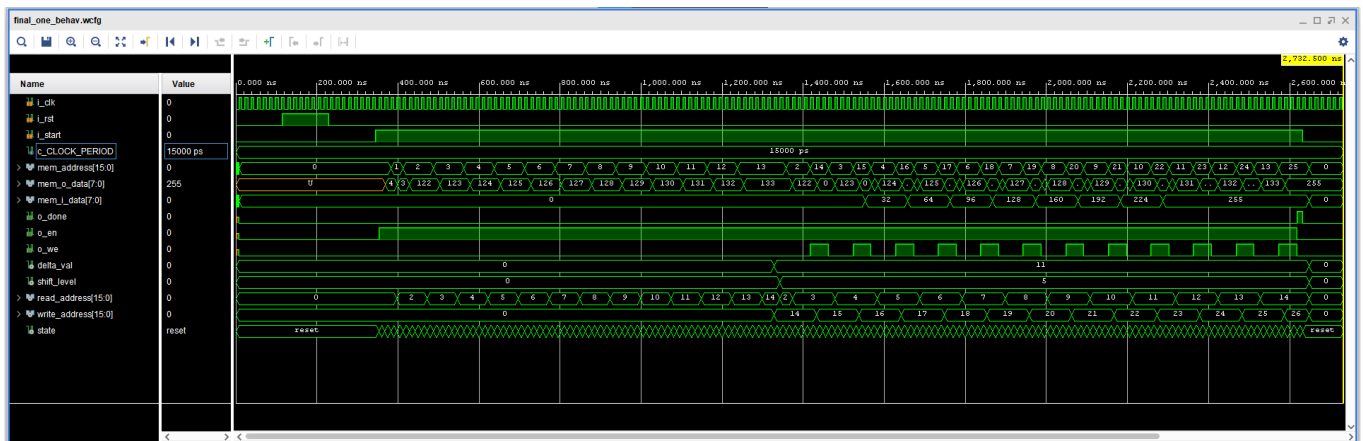 final_one_behav.wcfg
2,732.500 ns
Name Value 0.000 ns 200.000 ns 400.000 ns 600.000 ns 800.000 ns 1,000.000 ns 1,200.000 ns 1,400.000 ns 1,600.000 ns 1,800.000 ns 2,000.000 ns 2,200.000 ns 2,400.000 ns 2,600.000
i_clk 0
i_rst 0
i_start 0
c_CLOCK_PERIOD 15000 ps 15000 ps
mem_address[15:0] 0 0 1 2 3 4 5 6 7 8 9 10 11 12 13 2 14 3 15 4 16 5 17 6 18 7 19 8 20 9 21 10 22 11 23 12 24 13 25 0
mem_o_data[7:0] 255 U 4 3 122 123 124 125 126 127 128 129 130 131 132 133 122 0 123 0 124 . 125 . 126 . 127 . 128 . 129 . 130 . 131 .. 132 .. 133 255
mem_i_data[7:0] 0 0 32 64 96 128 160 192 224 255 0
o_done 0
o_en 0
o_we 0
delta_val 0 0 11 0
shift_level 0 0 5 0
read_address[15:0] 0 0 2 3 4 5 6 7 8 9 10 11 12 13 14 2 3 4 5 6 7 8 9 10 11 12 13 14 0
write_address[15:0] 0 0 14 15 16 17 18 19 20 21 22 23 24 25 26 0
state reset reset reset